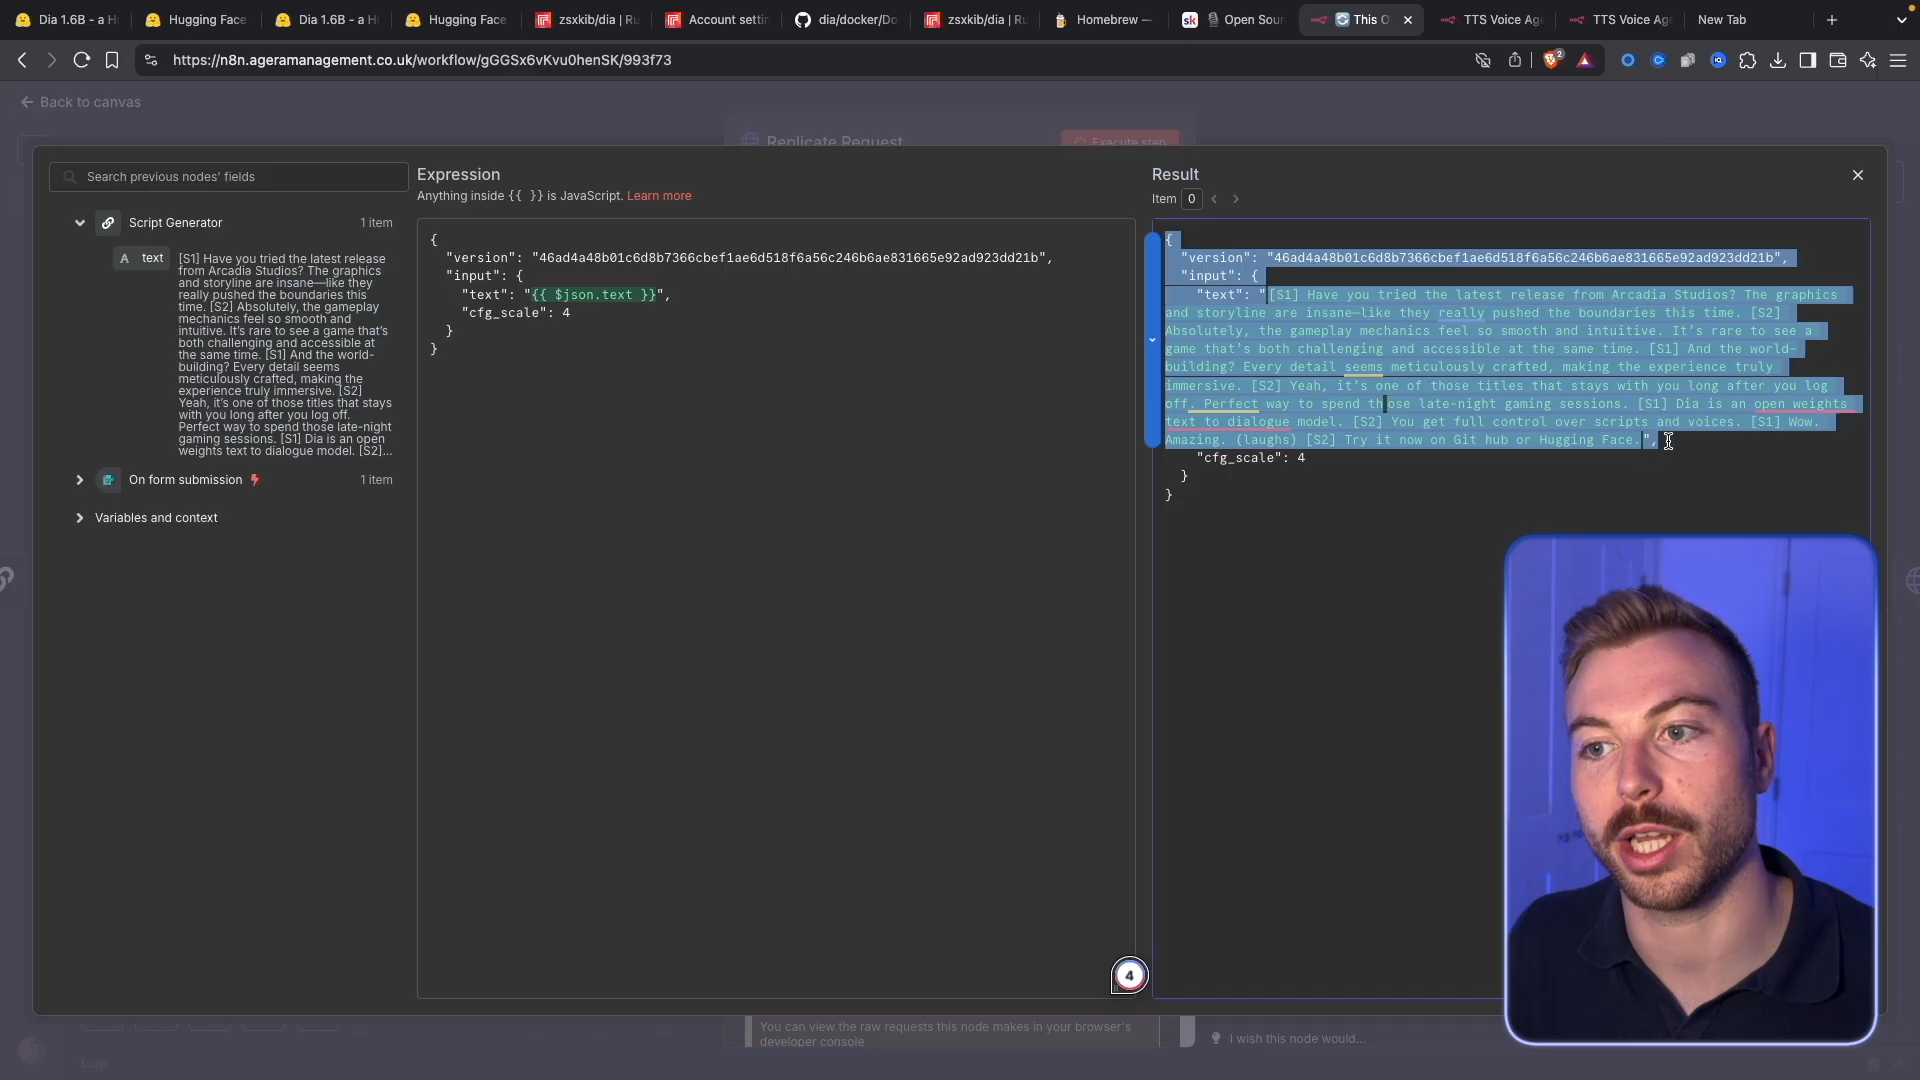 Dia 1.6B - a H
Hugging Face
Dia 1.6B - a H
Hugging Face
zsxkib/dia | Ru
Account settin
dia/docker/Do
zsxkib/dia | Ru
Homebrew —
Open Sour
This O
TTS Voice Age
TTS Voice Age
New Tab
https://n8n.ageramanagement.co.uk/workflow/gGGSx6vKvu0henSK/993f73
2
Back to canvas
Replicate Request
Execute step
Search previous nodes' fields
Script Generator
1 item
A text
[S1] Have you tried the latest release
from Arcadia Studios? The graphics
and storyline are insane—like they
really pushed the boundaries this
time. [S2] Absolutely, the gameplay
mechanics feel so smooth and
intuitive. It's rare to see a game that's
both challenging and accessible at
the same time. [S1] And the world-
building? Every detail seems
meticulously crafted, making the
experience truly immersive. [S2]
Yeah, it's one of those titles that stays
with you long after you log off.
Perfect way to spend those late-night
gaming sessions. [S1] Dia is an open
weights text to dialogue model. [S2]...
On form submission
1 item
Variables and context
Expression
Anything inside {{ }} is JavaScript. Learn more
{
"version": "46ad4a48b01c6d8b7366cbef1ae6d518f6a56c246b6ae831665e92ad923dd21b",
"input": {
"text": "{{ $json.text }}",
"cfg_scale": 4
}
}
4
Result
Item 0
{
"version": "46ad4a48b01c6d8b7366cbef1ae6d518f6a56c246b6ae831665e92ad923dd21b",
"input": {
"text": "[S1] Have you tried the latest release from Arcadia Studios? The graphics
and storyline are insane—like they really pushed the boundaries this time. [S2]
Absolutely, the gameplay mechanics feel so smooth and intuitive. It's rare to see a
game that's both challenging and accessible at the same time. [S1] And the world-
building? Every detail seems meticulously crafted, making the experience truly
immersive. [S2] Yeah, it's one of those titles that stays with you long after you log
off. Perfect way to spend those late-night gaming sessions. [S1] Dia is an open weights
text to dialogue model. [S2] You get full control over scripts and voices. [S1] Wow.
Amazing. (laughs) [S2] Try it now on Git hub or Hugging Face.",
"cfg_scale": 4
}
}
You can view the raw requests this node makes in your browser's
developer console
I wish this node would...
Logs